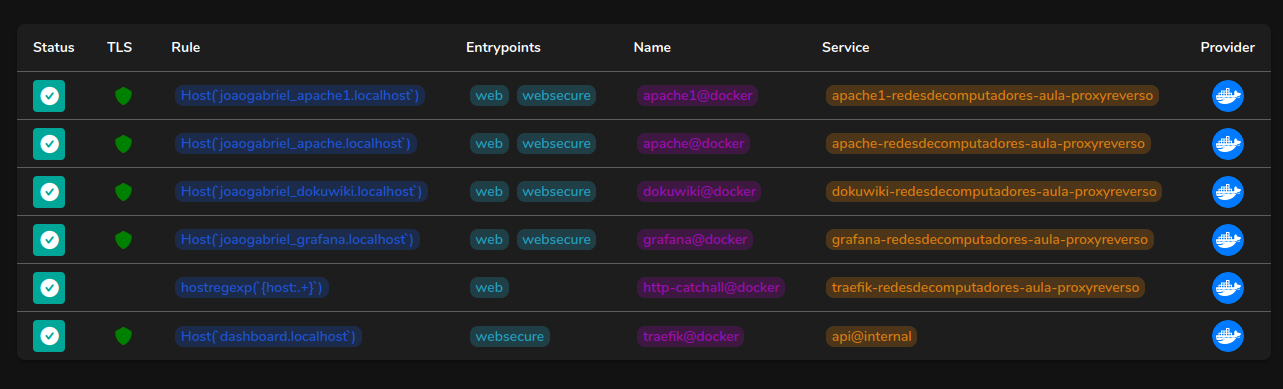 Status TLS Rule Entrypoints Name Service Provider
Host(`joaogabriel_apache1.localhost`) web websecure apache1@docker apache1-redesdecomputadores-aula-proxyreverso
Host(`joaogabriel_apache.localhost`) web websecure apache@docker apache-redesdecomputadores-aula-proxyreverso
Host(`joaogabriel_dokuwiki.localhost`) web websecure dokuwiki@docker dokuwiki-redesdecomputadores-aula-proxyreverso
Host(`joaogabriel_grafana.localhost`) web websecure grafana@docker grafana-redesdecomputadores-aula-proxyreverso
hostregexp(`{host:.+}`) web http-catchall@docker traefik-redesdecomputadores-aula-proxyreverso
Host(`dashboard.localhost`) websecure traefik@docker api@internal